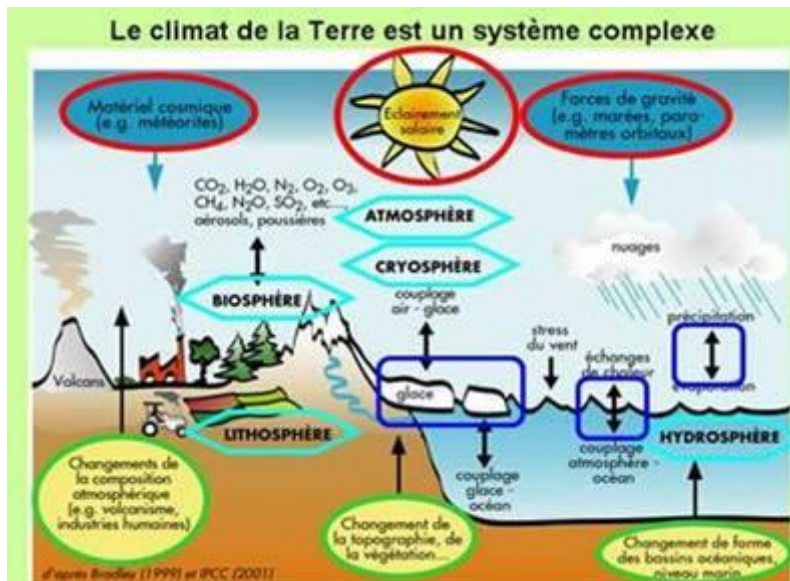 Le climat de la Terre est un système complexe
Matériel cosmique
(e.g. météorites)
Eclairement
solaire
Forces de gravité
(e.g. marées, para-
mètres orbitaux)
CO2, H2O, N2, O2, O3,
CH4, N2O, SO2, etc...,
aérosols, poussières
ATMOSPHÈRE
CRYOSPHÈRE
nuages
BIOSPHÈRE
couplage
air - glace
stress
du vent
précipitation
échanges
de chaleur
évaporation
Volcans
glace
LITHOSPHÈRE
HYDROSPHÈRE
couplage
glace -
océan
couplage
atmosphère -
océan
Changements de
la composition
atmosphérique
(e.g. volcanisme,
industries humaines)
Changement de
la topographie, de
la végétation...
Changement de forme
des bassins océaniques,
niveau marin
d'après Bradley (1999) et IPCC (2001)